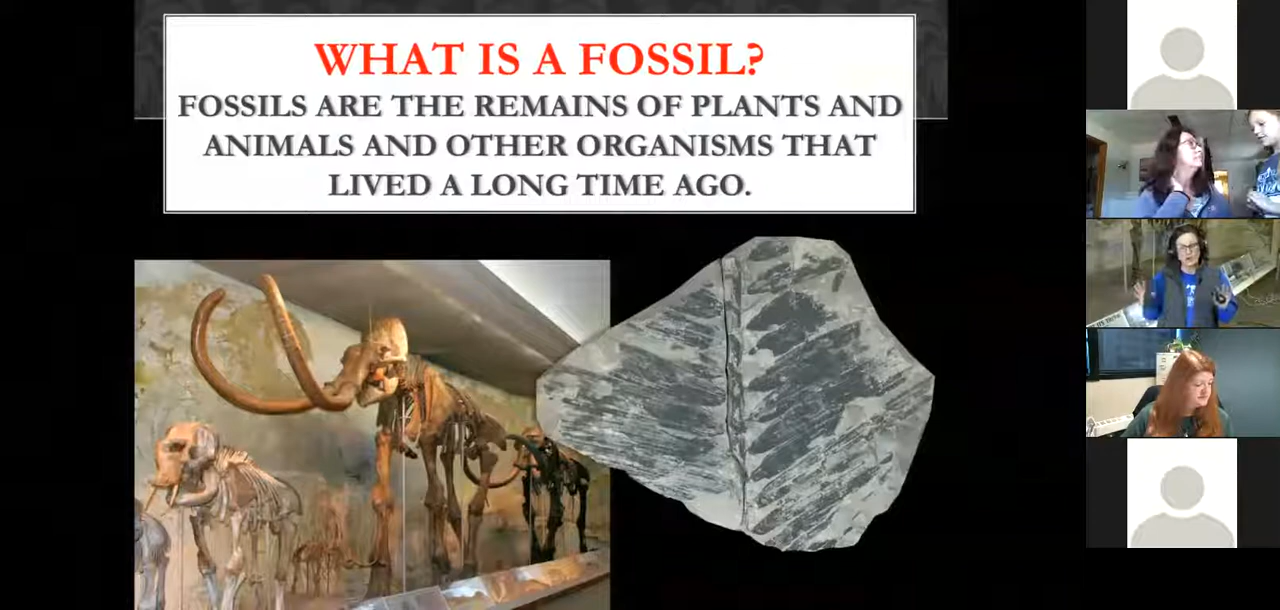 WHAT IS A FOSSIL?
FOSSILS ARE THE REMAINS OF PLANTS AND
ANIMALS AND OTHER ORGANISMS THAT
LIVED A LONG TIME AGO.